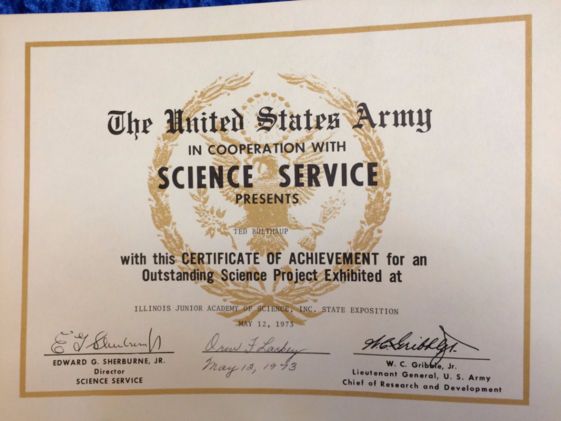 The United States Army
IN COOPERATION WITH
SCIENCE SERVICE
PRESENTS
TED BULTHAUP
with this CERTIFICATE OF ACHIEVEMENT for an
Outstanding Science Project Exhibited at
ILLINOIS JUNIOR ACADEMY OF SCIENCE, INC. STATE EXPOSITION
MAY 12, 1973
EDWARD G. SHERBURNE, JR.
Director
SCIENCE SERVICE
May 12, 1973
W. C. Gribble, Jr.
Lieutenant General, U. S. Army
Chief of Research and Development